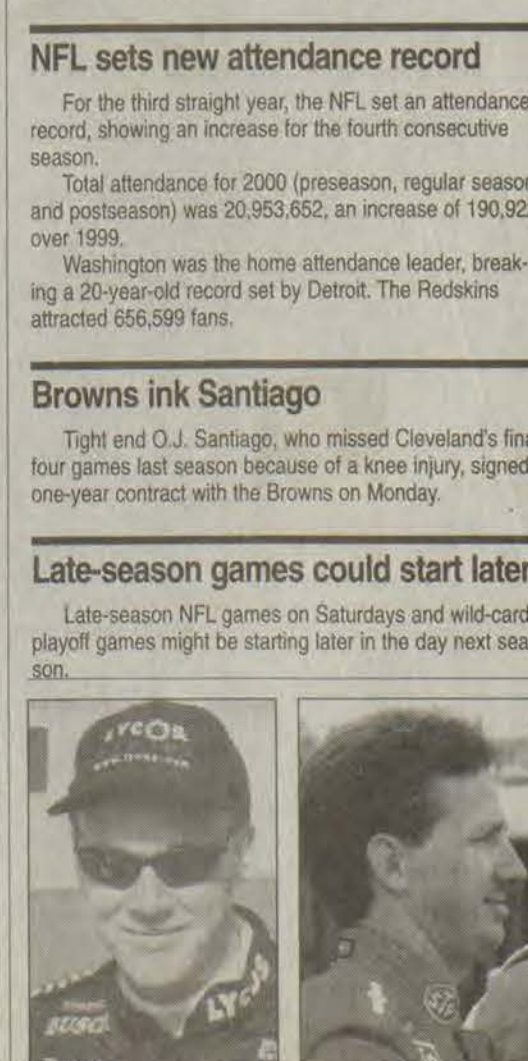 NFL sets new attendance record
For the third straight year, the NFL set an attendance
record, showing an increase for the fourth consecutive
season.
Total attendance for 2000 (preseason, regular season
and postseason) was 20,953,652, an increase of 190,92
over 1999.
Washington was the home attendance leader, break-
ing a 20-year-old record set by Detroit. The Redskins
attracted 656,599 fans.
Browns ink Santiago
Tight end O.J. Santiago, who missed Cleveland's fina
four games last season because of a knee injury, signed
one-year contract with the Browns on Monday.
Late-season games could start later
Late-season NFL games on Saturdays and wild-card
playoff games might be starting later in the day next sea
son.
LYCOS
LYCOS
BUSCH